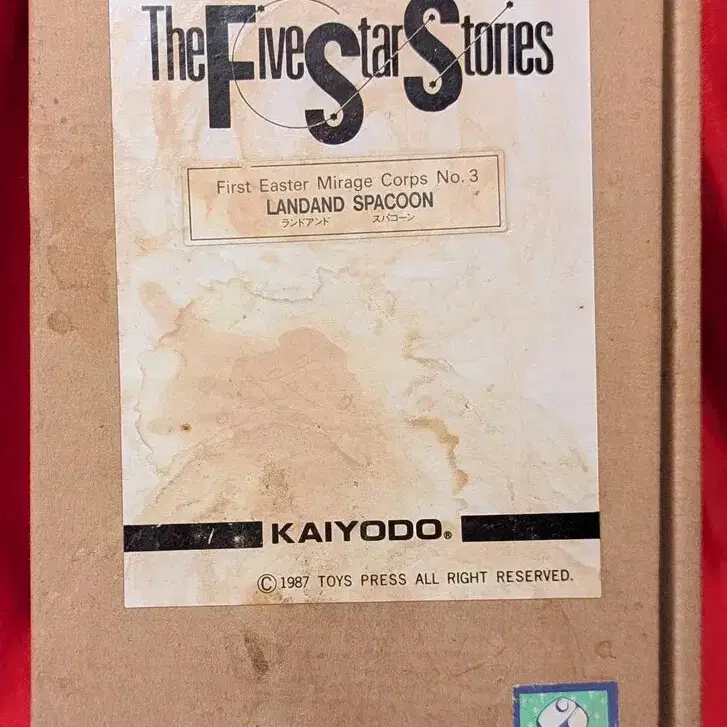 The Five Star Stories
First Easter Mirage Corps No.3
LANDAND SPACOON
ランドアンド スパコーン
KAIYODO®
© 1987 TOYS PRESS ALL RIGHT RESERVED.